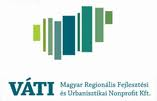 VÁTI
Magyar Regionális Fejlesztési
és Urbanisztikai Nonprofit Kft.